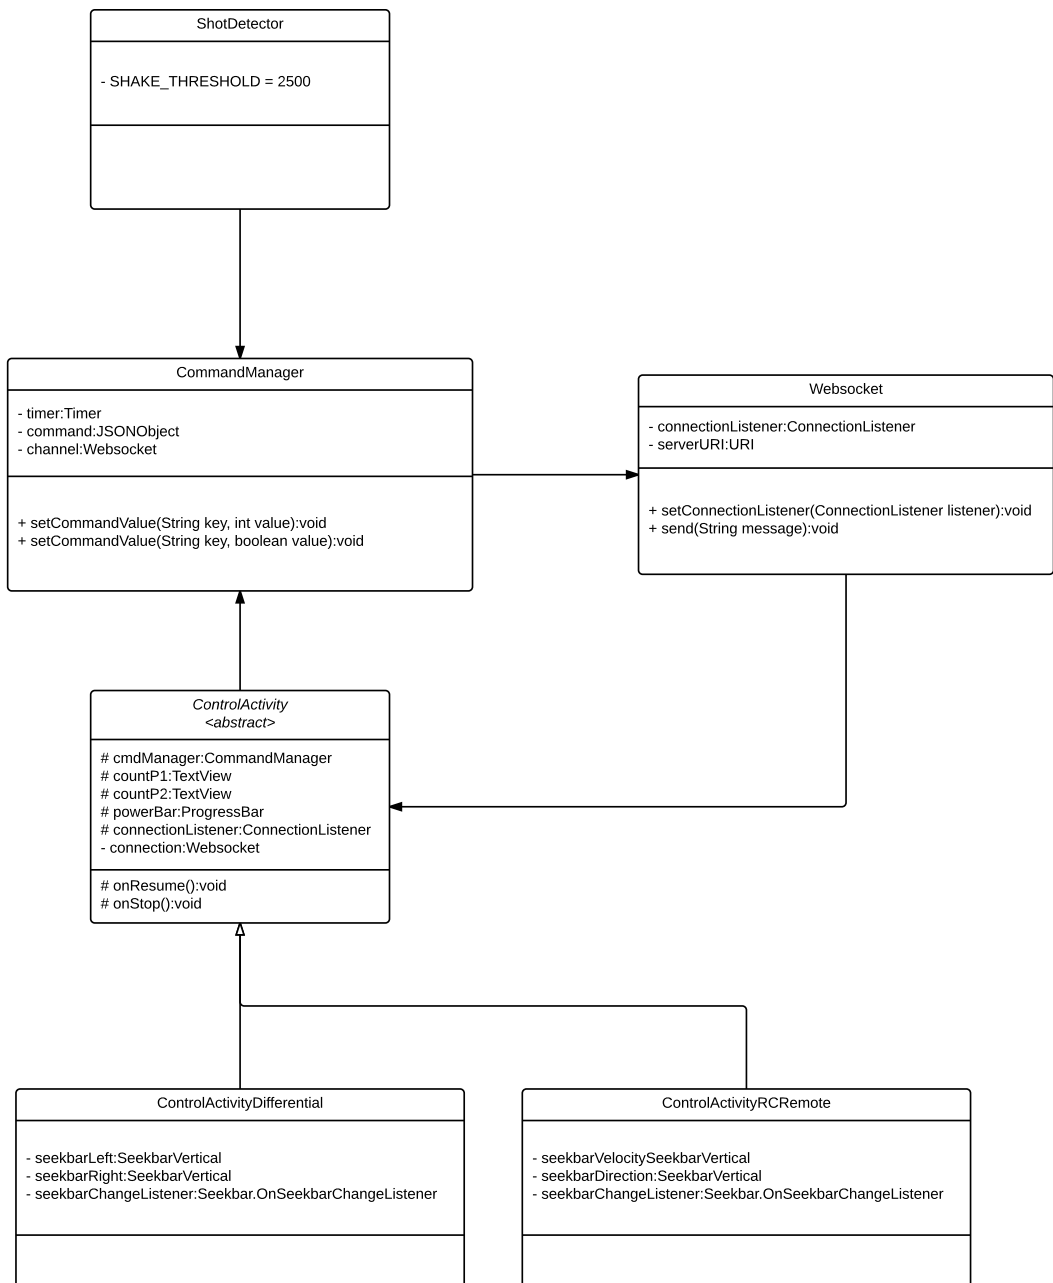 ShotDetector
- SHAKE_THRESHOLD = 2500
CommandManager
- timer:Timer
- command:JSONObject
- channel:Websocket
+ setCommandValue(String key, int value):void
+ setCommandValue(String key, boolean value):void
Websocket
- connectionListener:ConnectionListener
- serverURI:URI
+ setConnectionListener(ConnectionListener listener):void
+ send(String message):void
ControlActivity
<abstract>
# cmdManager:CommandManager
# countP1:TextView
# countP2:TextView
# powerBar:ProgressBar
# connectionListener:ConnectionListener
- connection:Websocket
# onResume():void
# onStop():void
ControlActivityDifferential
- seekbarLeft:SeekbarVertical
- seekbarRight:SeekbarVertical
- seekbarChangeListener:Seekbar.OnSeekbarChangeListener
ControlActivityRCRemote
- seekbarVelocitySeekbarVertical
- seekbarDirection:SeekbarVertical
- seekbarChangeListener:Seekbar.OnSeekbarChangeListener